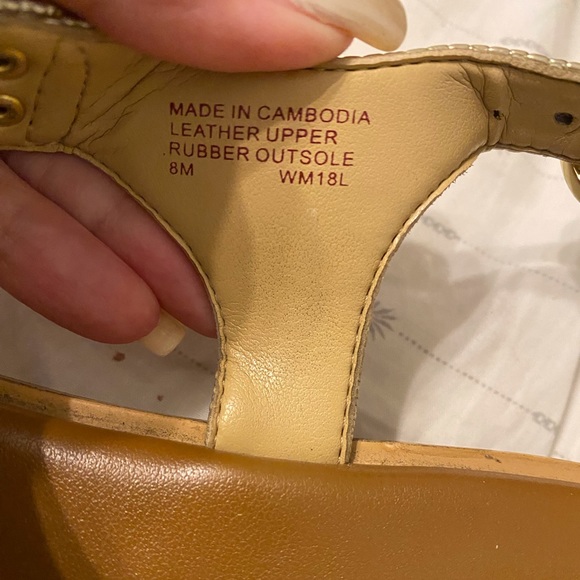 MADE IN CAMBODIA
LEATHER UPPER
RUBBER OUTSOLE
8M WM18L